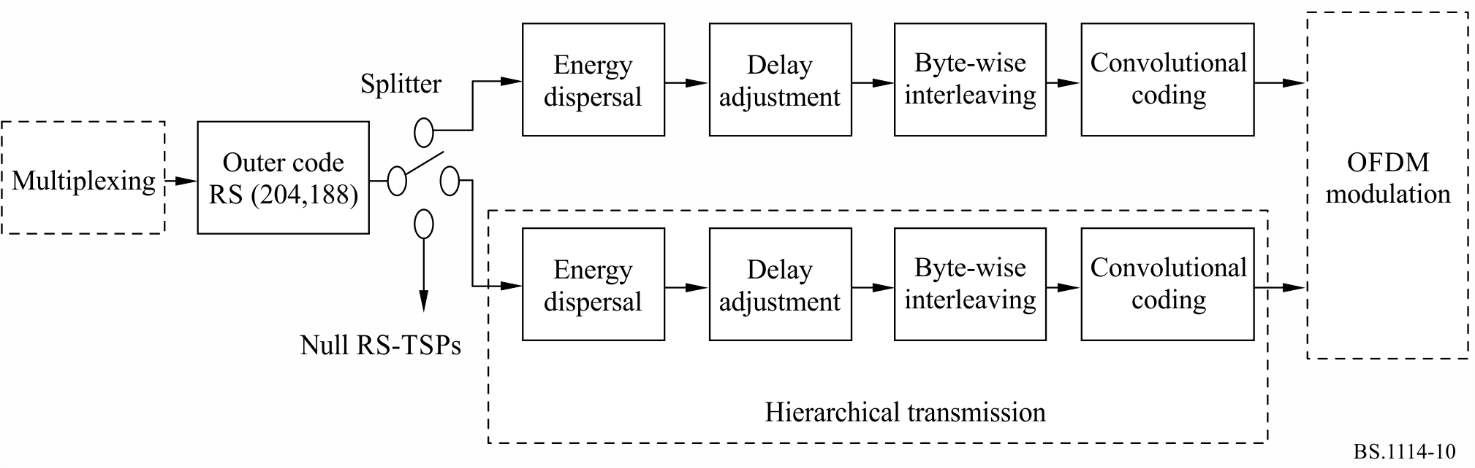 Splitter
Energy
dispersal
Delay
adjustment
Byte-wise
interleaving
Convolutional
coding
Multiplexing
Outer code
RS (204,188)
OFDM
modulation
Energy
dispersal
Delay
adjustment
Byte-wise
interleaving
Convolutional
coding
Null RS-TSPs
Hierarchical transmission
BS.1114-10